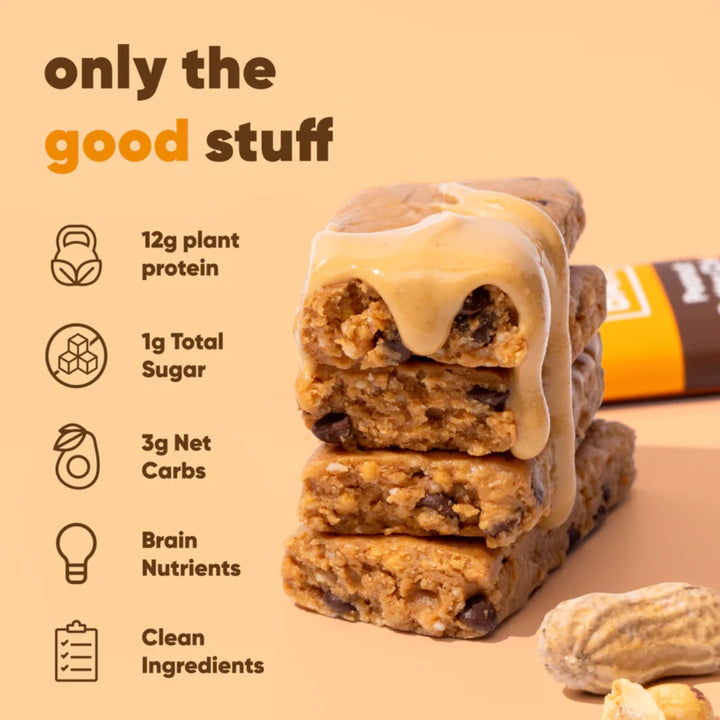 only the
good stuff
12g plant
protein
1g Total
Sugar
3g Net
Carbs
Brain
Nutrients
Clean
Ingredients